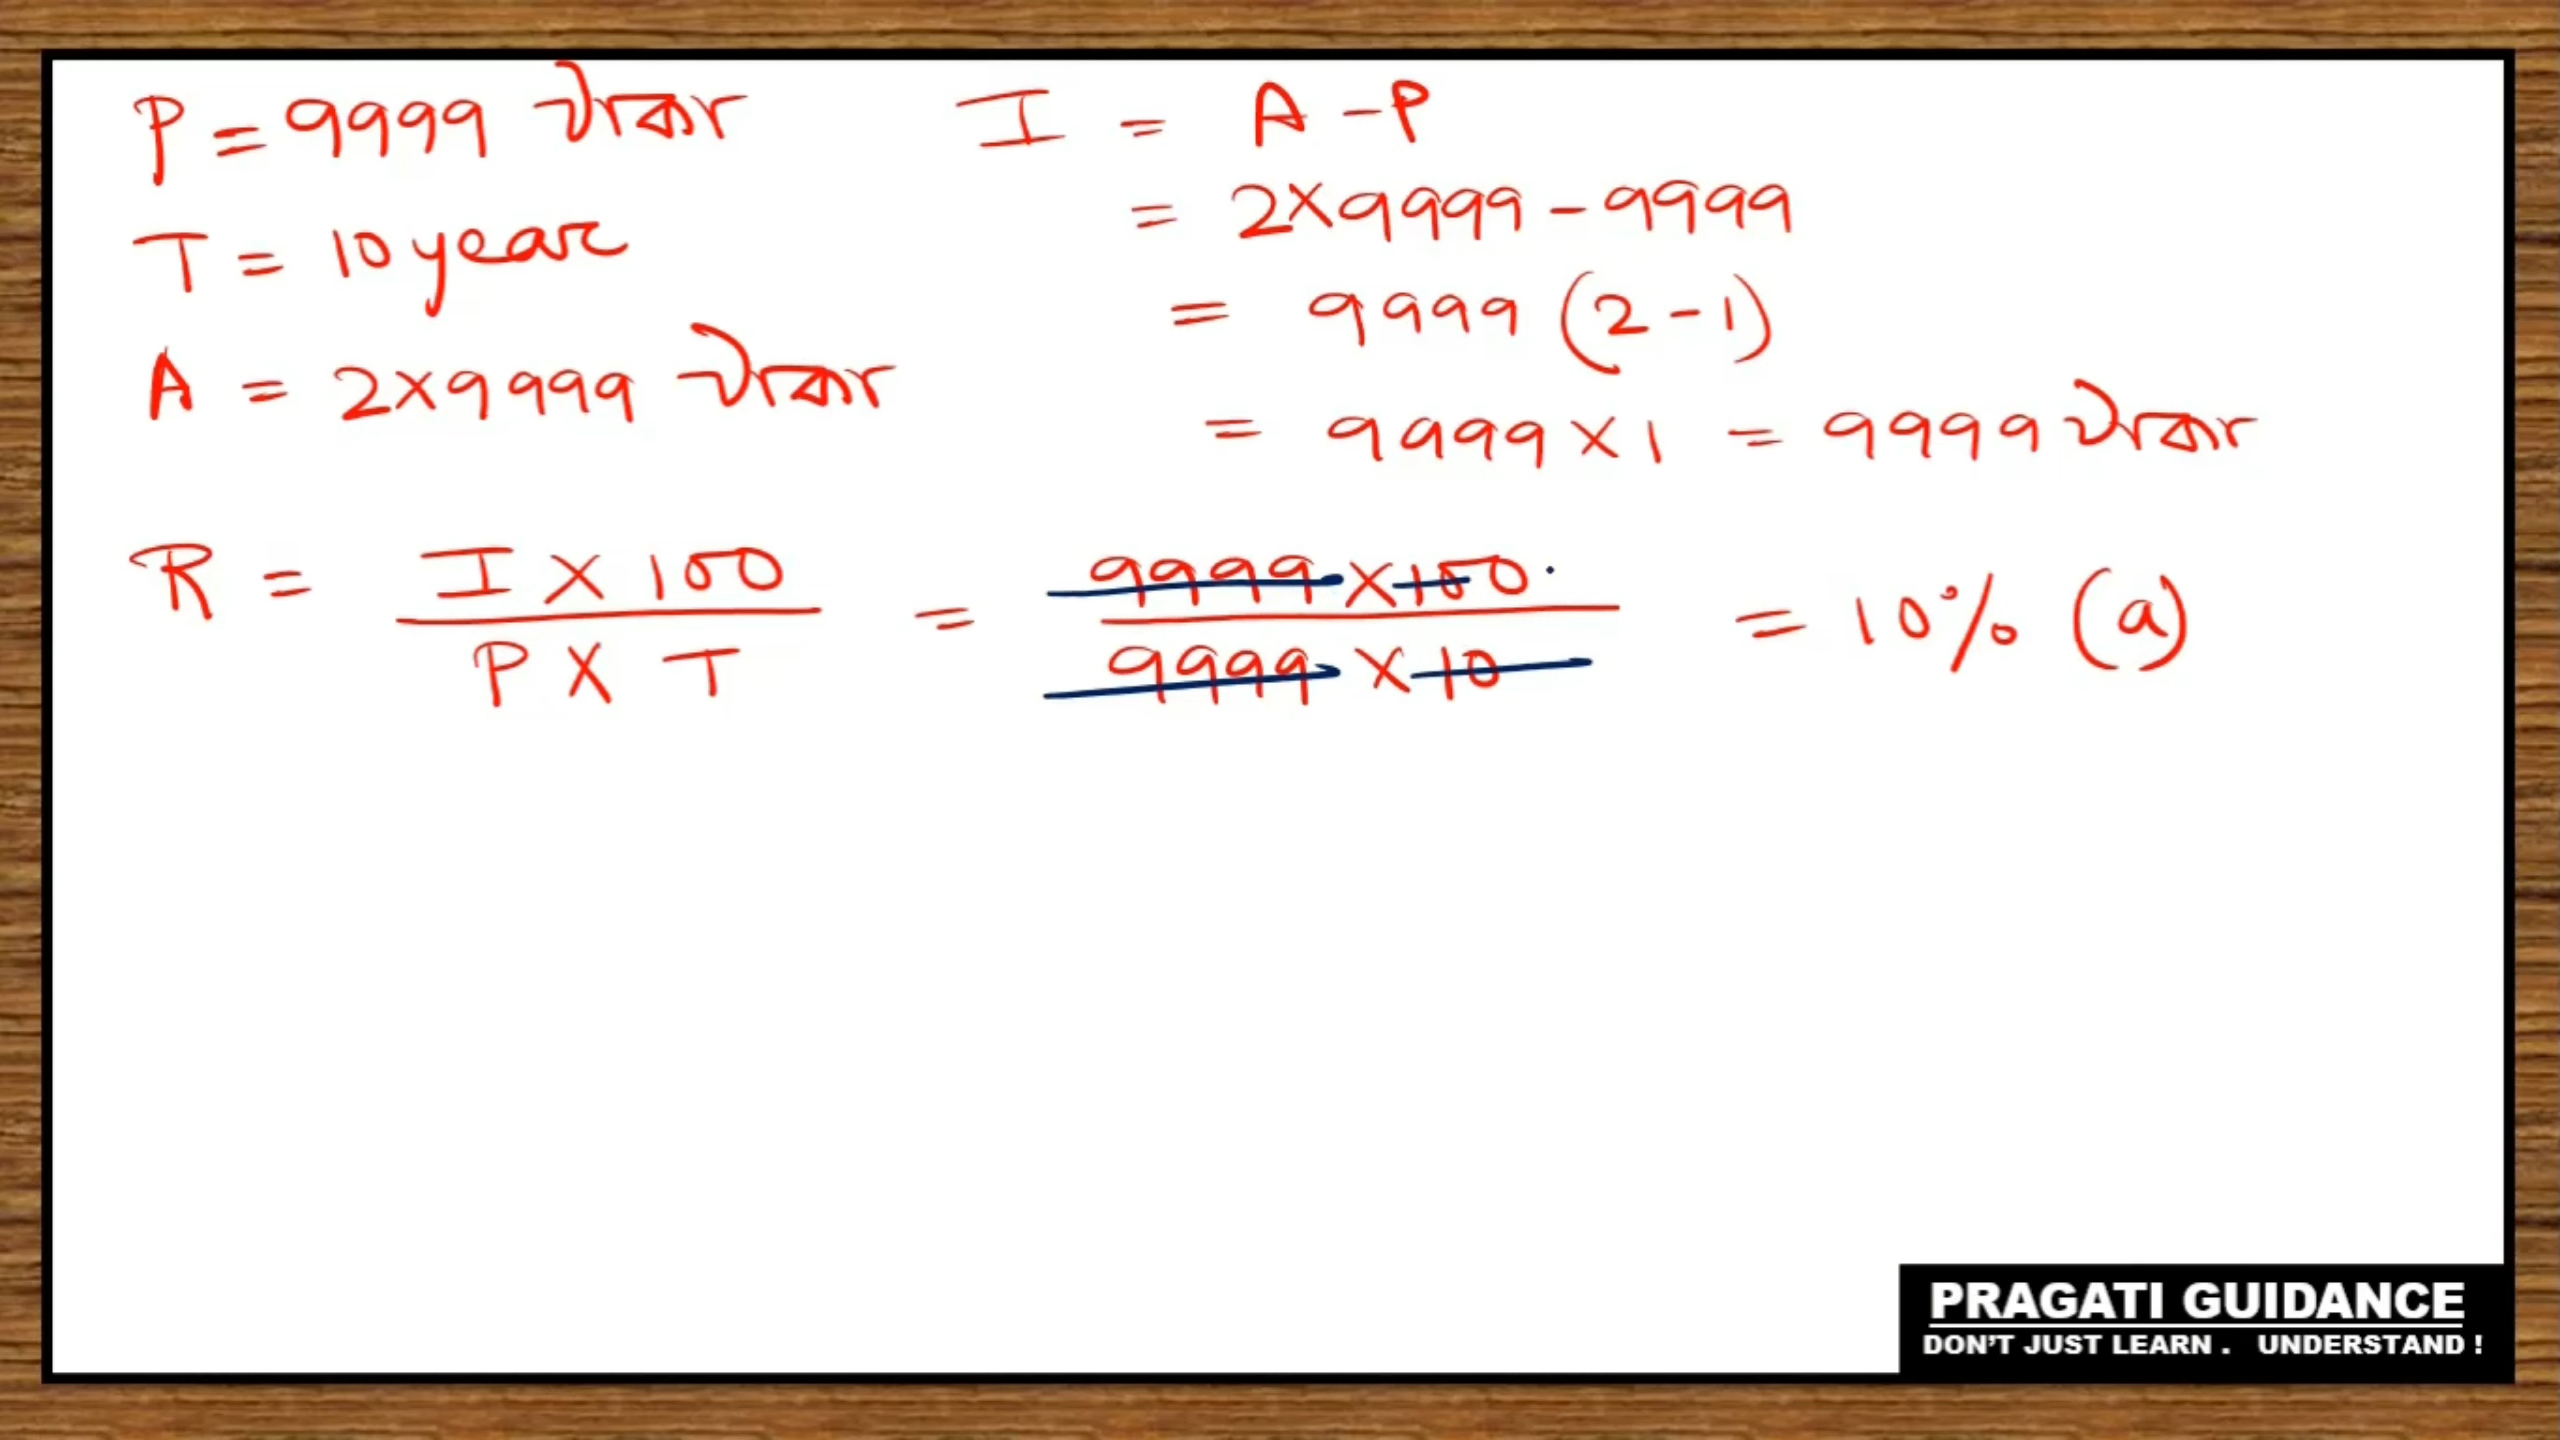 P = 9999 টাকা
T = 10 year
A = 2×9999 টাকা
I = A - P
= 2×9999 - 9999
= 9999 (2-1)
= 9999 × 1 = 9999 টাকা
R = I × 100 / P × T = 9999 × 100 / 9999 × 10 = 10% (a)
PRAGATI GUIDANCE
DON'T JUST LEARN . UNDERSTAND !